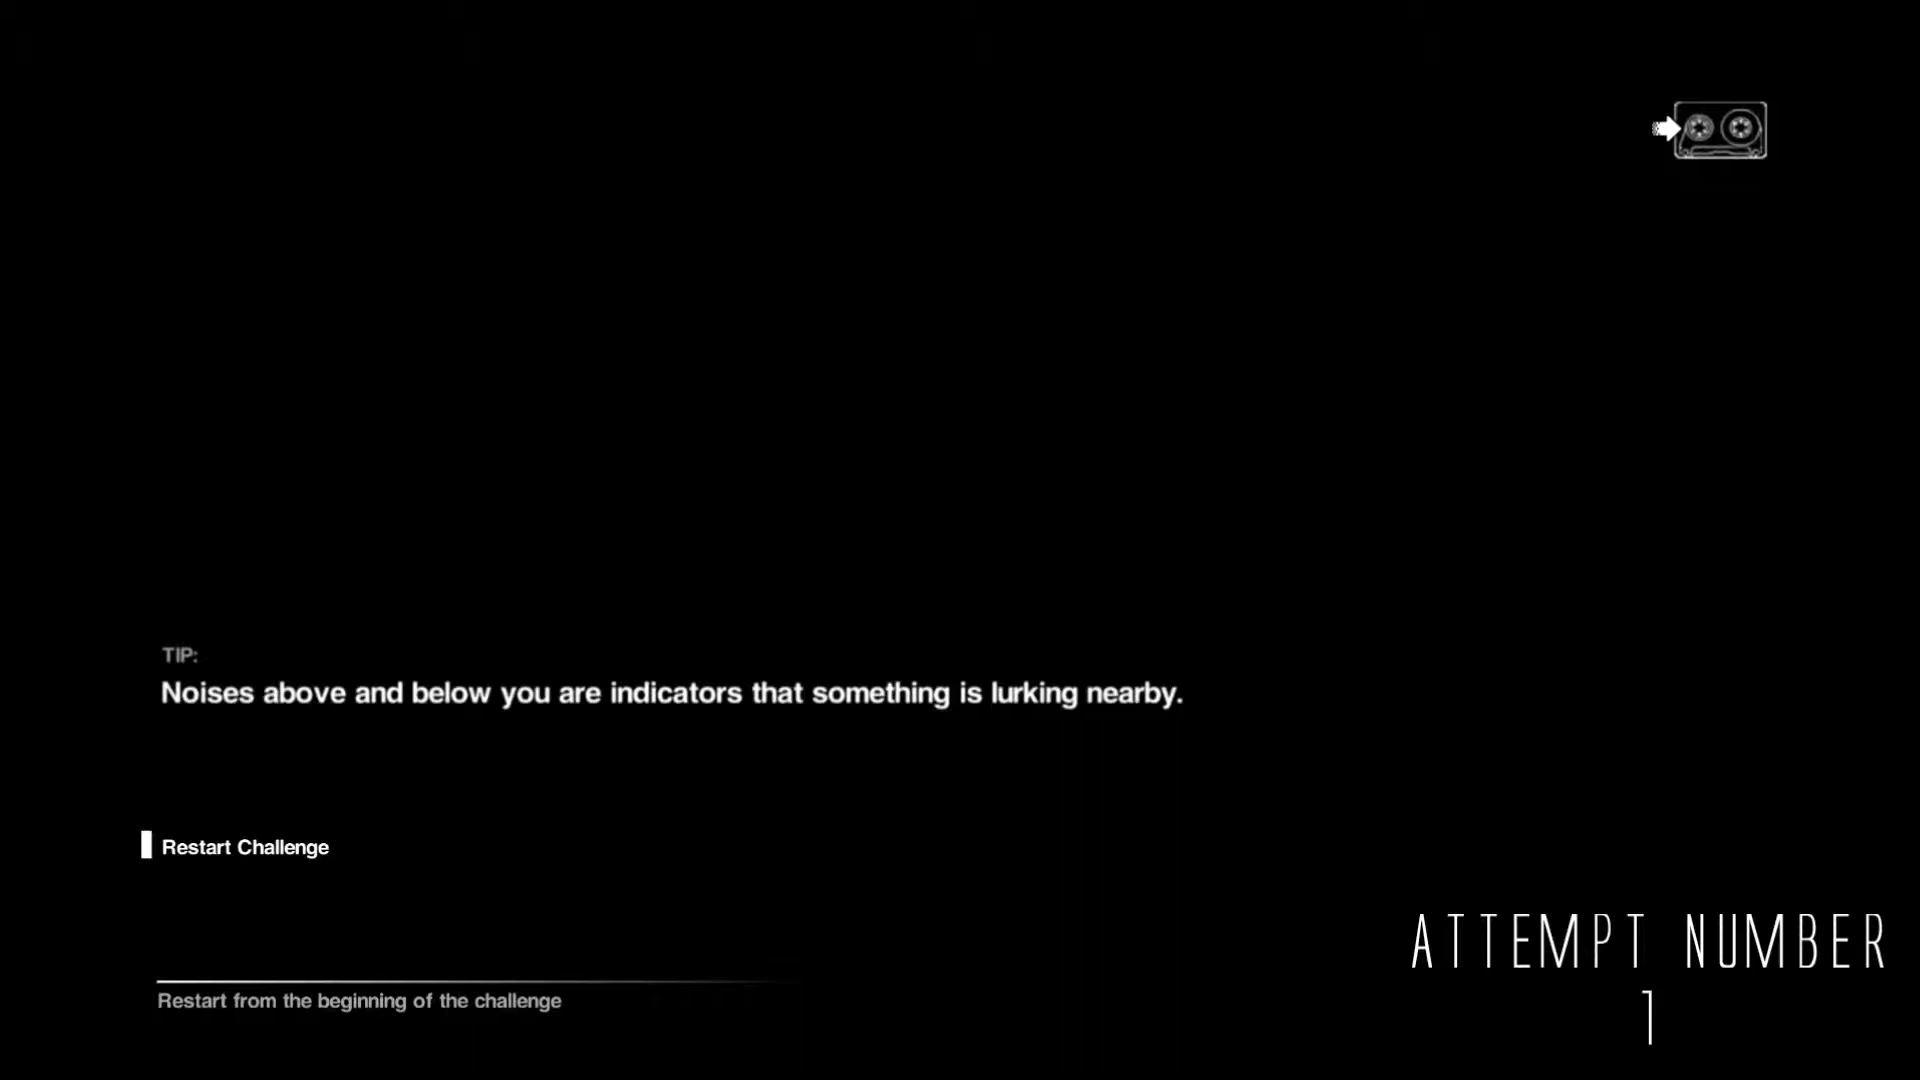 TIP:
Noises above and below you are indicators that something is lurking nearby.
Restart Challenge
ATTEMPT NUMBER
1
Restart from the beginning of the challenge